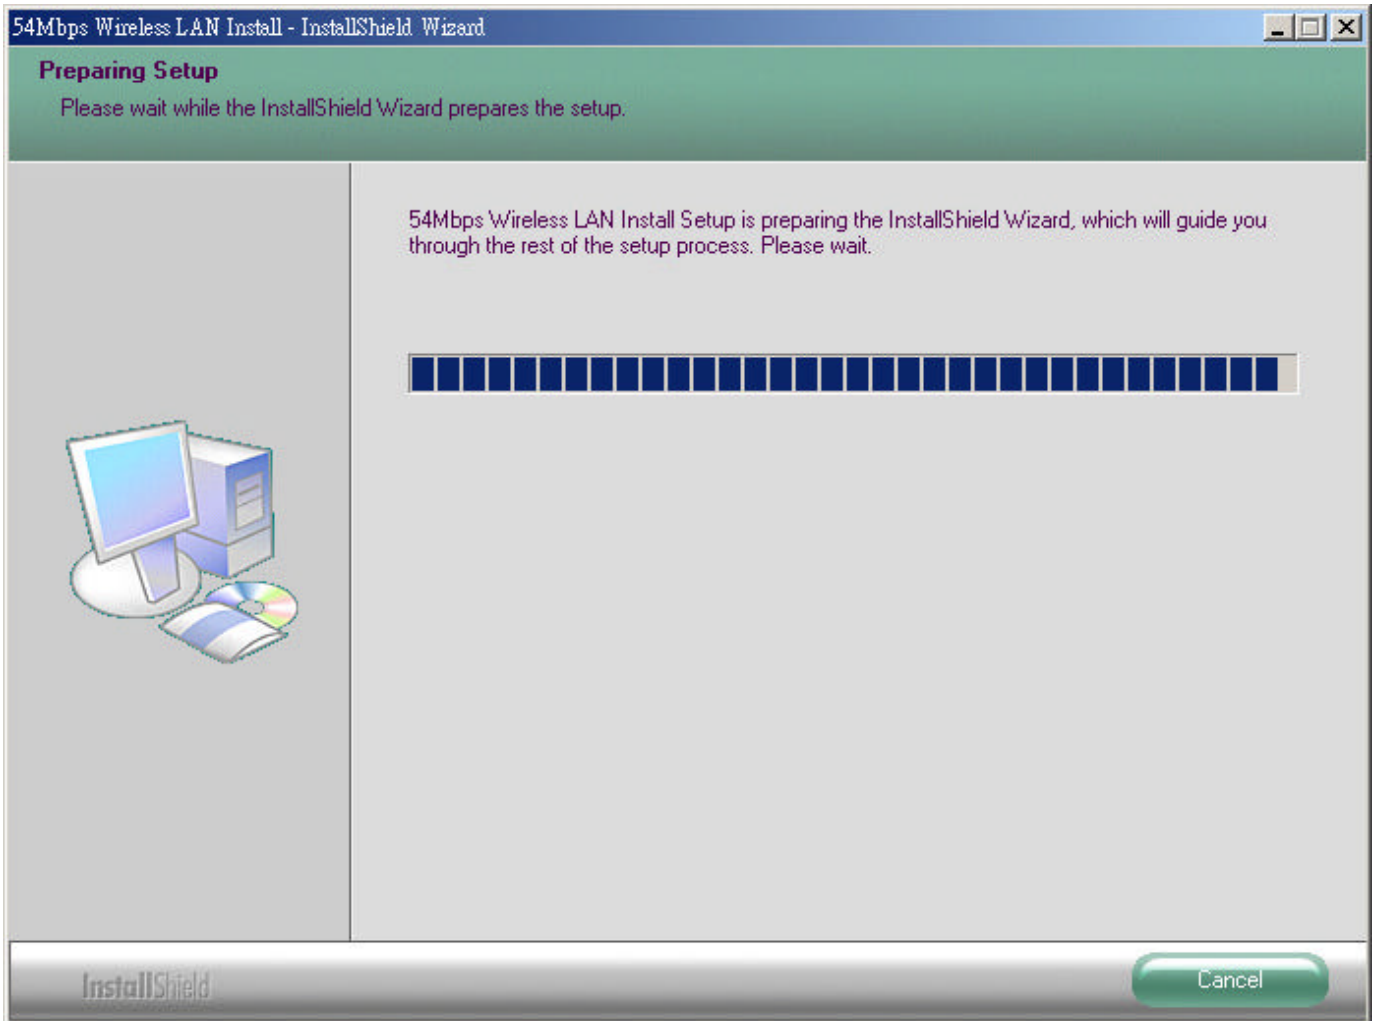 54Mbps Wireless LAN Install - InstallShield Wizard
Preparing Setup
Please wait while the InstallShield Wizard prepares the setup.
54Mbps Wireless LAN Install Setup is preparing the InstallShield Wizard, which will guide you
through the rest of the setup process. Please wait.
InstallShield
Cancel